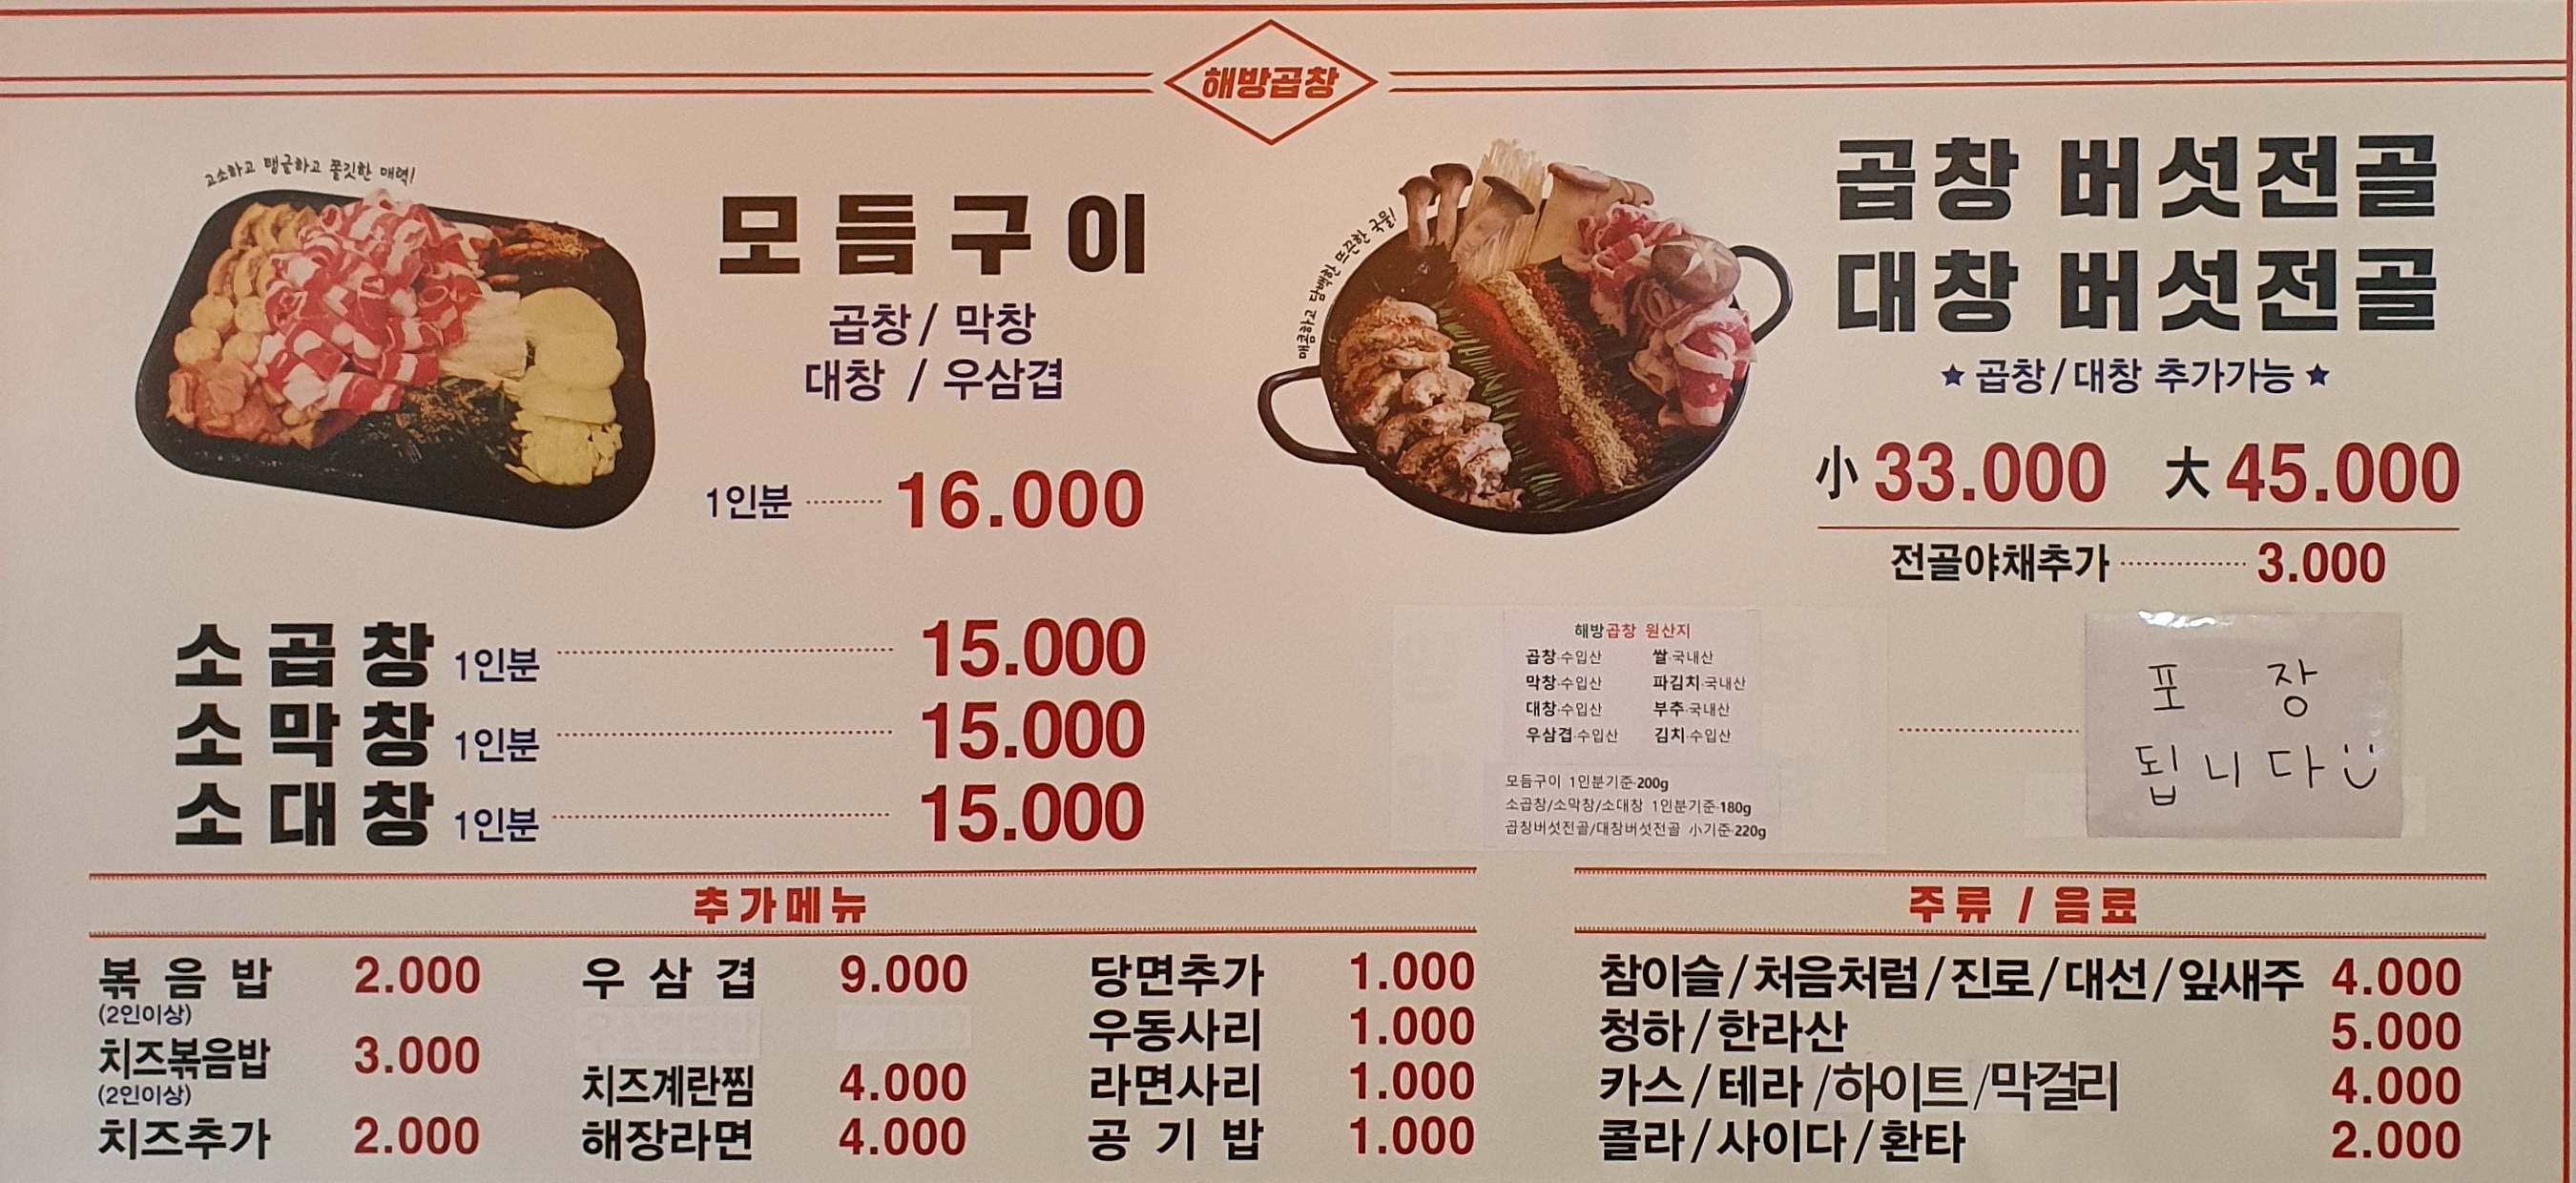 해방곱창
고소하고 탱글하고 쫄깃한 매력!
모듬구이
곱창 / 막창
대창 / 우삼겹
1인분 16.000
매콤하고 담백한 뜨끈한 국물!
곱창 버섯전골
대창 버섯전골
★ 곱창/대창 추가가능 ★
小 33.000 大 45.000
전골야채추가 3.000
소곱창 1인분 15.000
소막창 1인분 15.000
소대창 1인분 15.000
해방곱창 원산지
곱창·수입산 쌀·국내산
막창·수입산 파김치·국내산
대창·수입산 부추·국내산
우삼겹·수입산 김치·수입산
모듬구이 1인분기준·200g
소곱창/소막창/소대창 1인분기준·180g
곱창버섯전골/대창버섯전골 小기준·220g
포장
됩니다
추가메뉴
볶음밥 2.000
(2인이상)
치즈볶음밥 3.000
(2인이상)
치즈추가 2.000
우삼겹 9.000
치즈계란찜 4.000
해장라면 4.000
당면추가 1.000
우동사리 1.000
라면사리 1.000
공기밥 1.000
주류 / 음료
참이슬/처음처럼/진로/대선/잎새주 4.000
청하/한라산 5.000
카스/테라/하이트/막걸리 4.000
콜라/사이다/환타 2.000